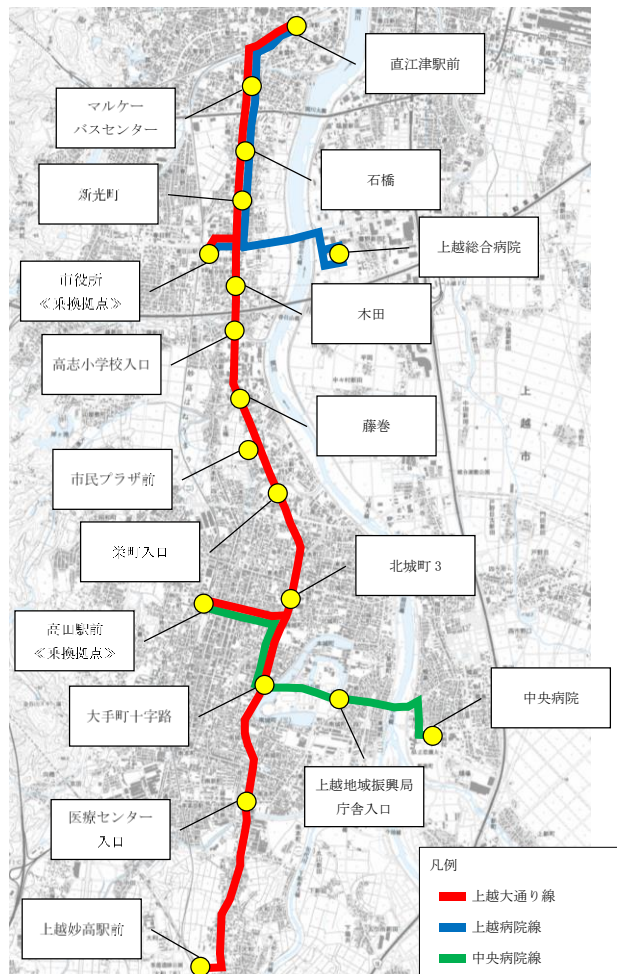 直江津駅前
マルケー
バスセンター
石橋
新光町
上越総合病院
市役所
≪乗換拠点≫
木田
高志小学校入口
藤巻
市民プラザ前
栄町入口
北城町 3
高田駅前
≪乗換拠点≫
大手町十字路
中央病院
上越地域振興局
庁舎入口
医療センター
入口
上越妙高駅前
上越市
凡例
上越大通り線
上越病院線
中央病院線